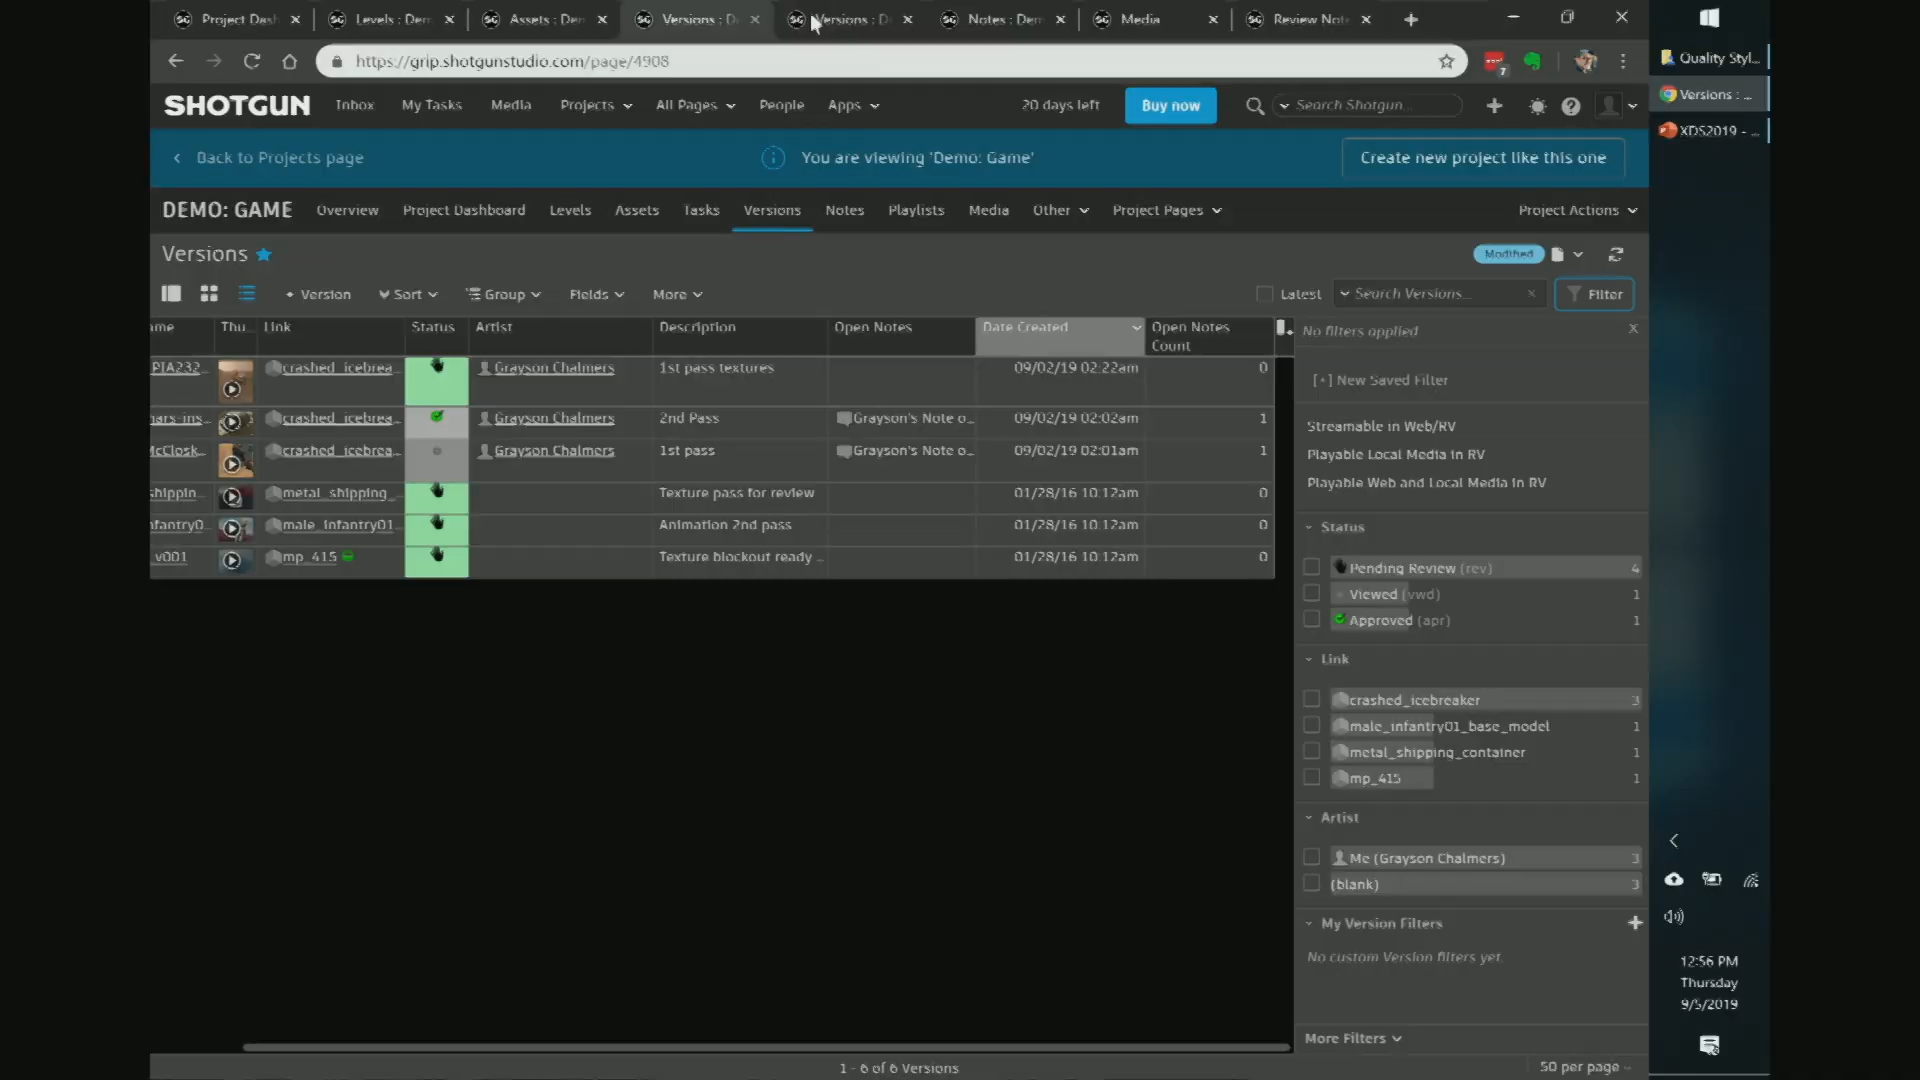 Project Dash
Levels : Dem
Assets : Dem
Versions : D
Versions : D
Notes : Dem
Media
Review Not
https://grip.shotgunstudio.com/page/4908
7
SHOTGUN
Inbox
My Tasks
Media
Projects
All Pages
People
Apps
20 days left
Buy now
Search Shotgun...
Back to Projects page
You are viewing 'Demo: Game'
Create new project like this one
DEMO: GAME
Overview
Project Dashboard
Levels
Assets
Tasks
Versions
Notes
Playlists
Media
Other
Project Pages
Project Actions
Versions
Modified
Version
Sort
Group
Fields
More
Latest
Search Versions...
Filter
ame Thu... Link Status Artist Description Open Notes Date Created Open Notes Count
PIA232... crashed_icebrea... Grayson Chalmers 1st pass textures 09/02/19 02:22am 0
nars-ins... crashed_icebrea... Grayson Chalmers 2nd Pass Grayson's Note o... 09/02/19 02:02am 1
McClosk... crashed_icebrea... Grayson Chalmers 1st pass Grayson's Note o... 09/02/19 02:01am 1
shippin... metal_shipping_... Texture pass for review 01/28/16 10:12am 0
nfantry0... male_infantry01... Animation 2nd pass 01/28/16 10:12am 0
_v001 mp_415 Texture blockout ready ... 01/28/16 10:12am 0
No filters applied
[+] New Saved Filter
Streamable in Web/RV
Playable Local Media in RV
Playable Web and Local Media in RV
Status
Pending Review (rev) 4
Viewed (vwd) 1
Approved (apr) 1
Link
crashed_icebreaker 3
male_infantry01_base_model 1
metal_shipping_container 1
mp_415 1
Artist
Me (Grayson Chalmers) 3
(blank) 3
My Version Filters
No custom Version filters yet.
More Filters
1 - 6 of 6 Versions
50 per page
Quality Styl...
Versions : ...
XDS2019 - ...
12:56 PM
Thursday
9/5/2019